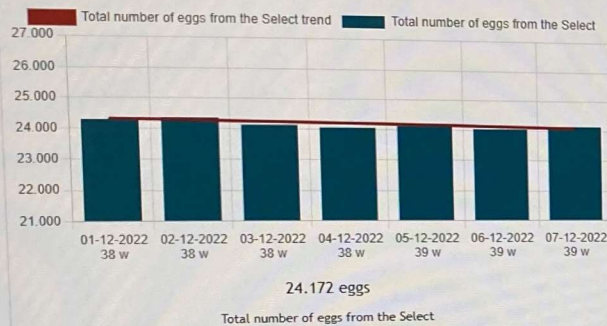 Total number of eggs from the Select trend Total number of eggs from the Select
27.000
26.000
25.000
24.000
23.000
22.000
21.000
01-12-2022 02-12-2022 03-12-2022 04-12-2022 05-12-2022 06-12-2022 07-12-2022
38 w 38 w 38 w 38 w 39 w 39 w 39 w
24.172 eggs
Total number of eggs from the Select